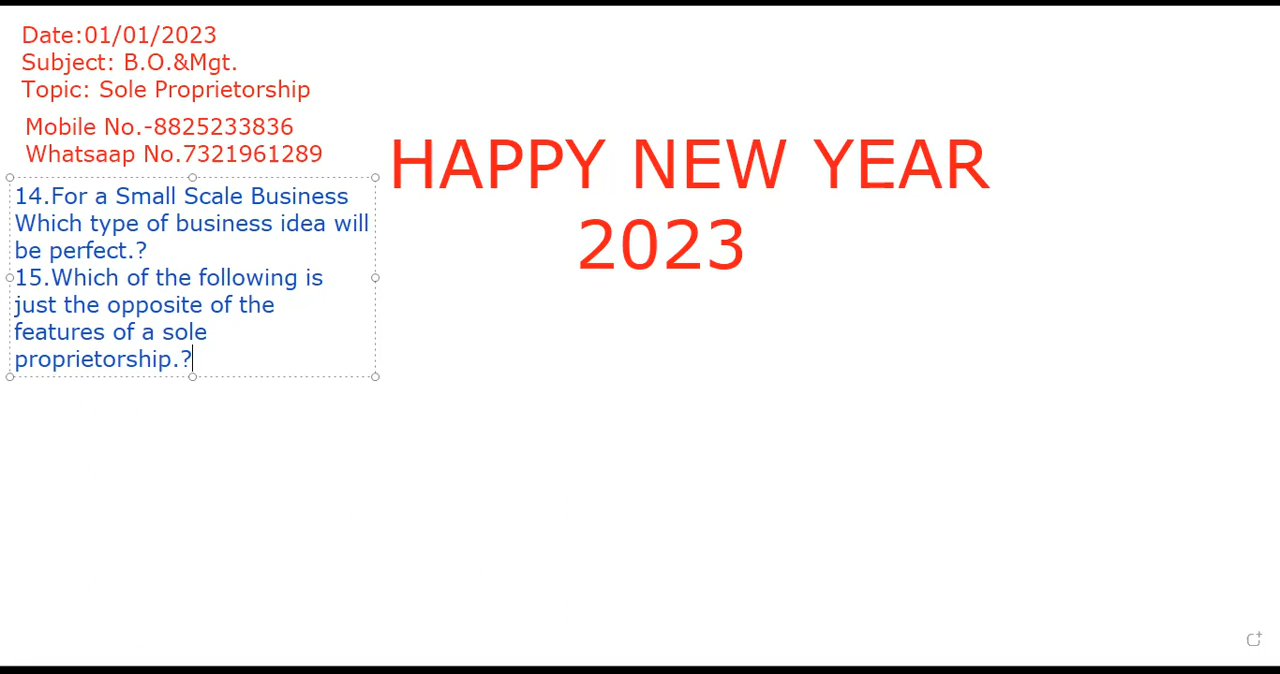 Date:01/01/2023
Subject: B.O.&Mgt.
Topic: Sole Proprietorship
Mobile No.-8825233836
Whatsaap No.7321961289
HAPPY NEW YEAR
2023
14.For a Small Scale Business
Which type of business idea will
be perfect.?
15.Which of the following is
just the opposite of the
features of a sole
proprietorship.?